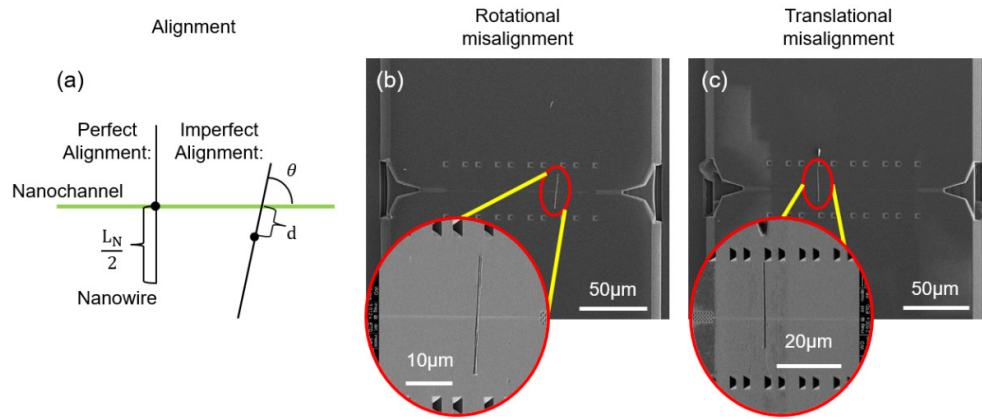 Alignment
Rotational
misalignment
Translational
misalignment
(a)
Perfect
Alignment:
Imperfect
Alignment:
θ
Nanochannel
d
L_N
2
Nanowire
(b)
50μm
10μm
(c)
50μm
20μm